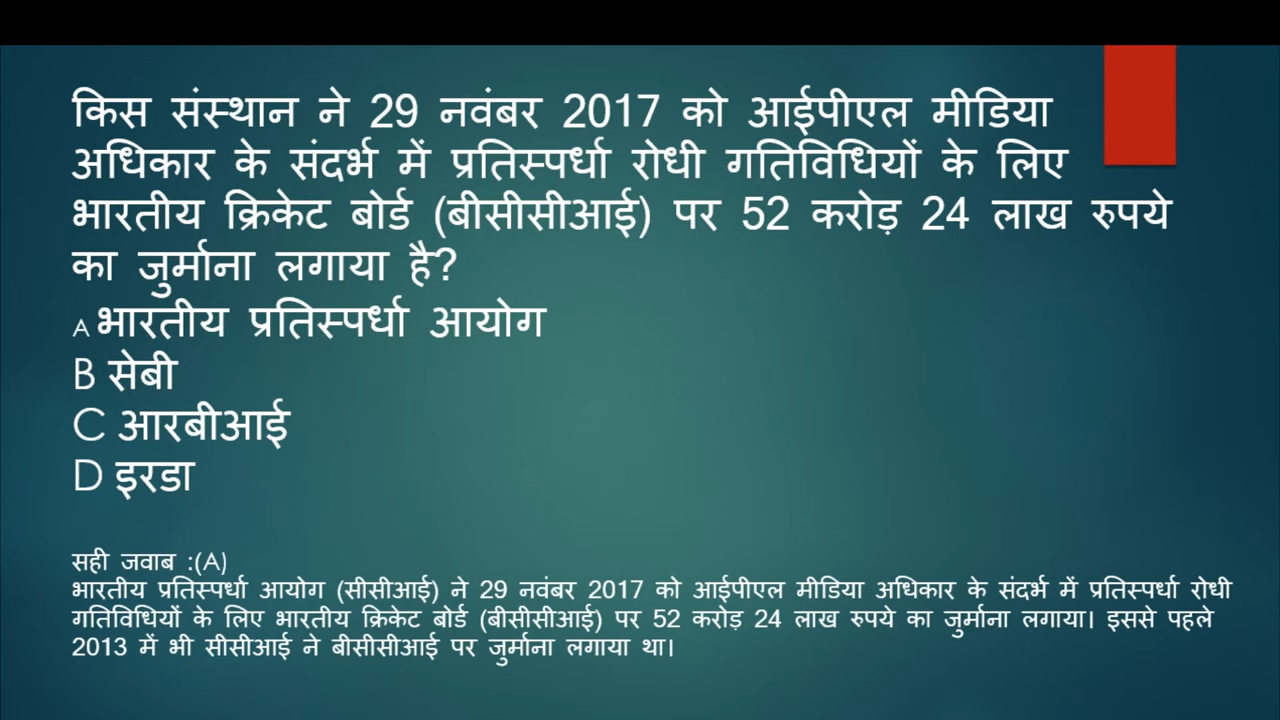 किस संस्थान ने 29 नवंबर 2017 को आईपीएल मीडिया
अधिकार के संदर्भ में प्रतिस्पर्धा रोधी गतिविधियों के लिए
भारतीय क्रिकेट बोर्ड (बीसीसीआई) पर 52 करोड़ 24 लाख रुपये
का जुर्माना लगाया है?
A भारतीय प्रतिस्पर्धा आयोग
B सेबी
C आरबीआई
D इरडा
सही जवाब :(A)
भारतीय प्रतिस्पर्धा आयोग (सीसीआई) ने 29 नवंबर 2017 को आईपीएल मीडिया अधिकार के संदर्भ में प्रतिस्पर्धा रोधी
गतिविधियों के लिए भारतीय क्रिकेट बोर्ड (बीसीसीआई) पर 52 करोड़ 24 लाख रुपये का जुर्माना लगाया। इससे पहले
2013 में भी सीसीआई ने बीसीसीआई पर जुर्माना लगाया था।